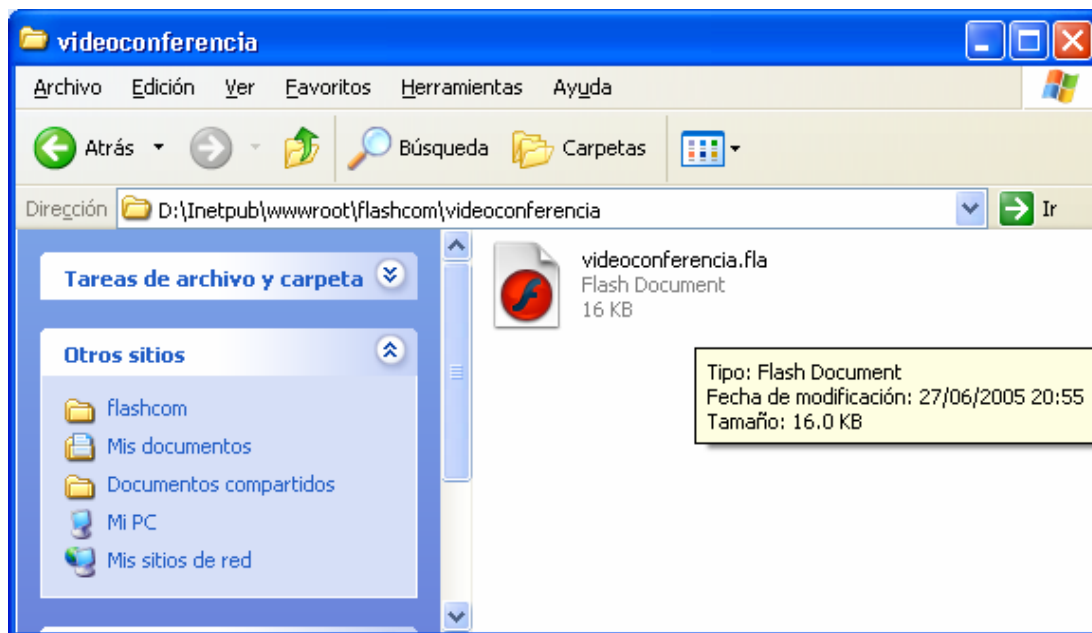 videoconferencia
Archivo Edición Ver Favoritos Herramientas Ayuda
Atrás Búsqueda Carpetas
Dirección D:\Inetpub\wwwroot\flashcom\videoconferencia Ir
Tareas de archivo y carpeta
Otros sitios
flashcom
Mis documentos
Documentos compartidos
Mi PC
Mis sitios de red
videoconferencia.fla
Flash Document
16 KB
Tipo: Flash Document
Fecha de modificación: 27/06/2005 20:55
Tamaño: 16.0 KB